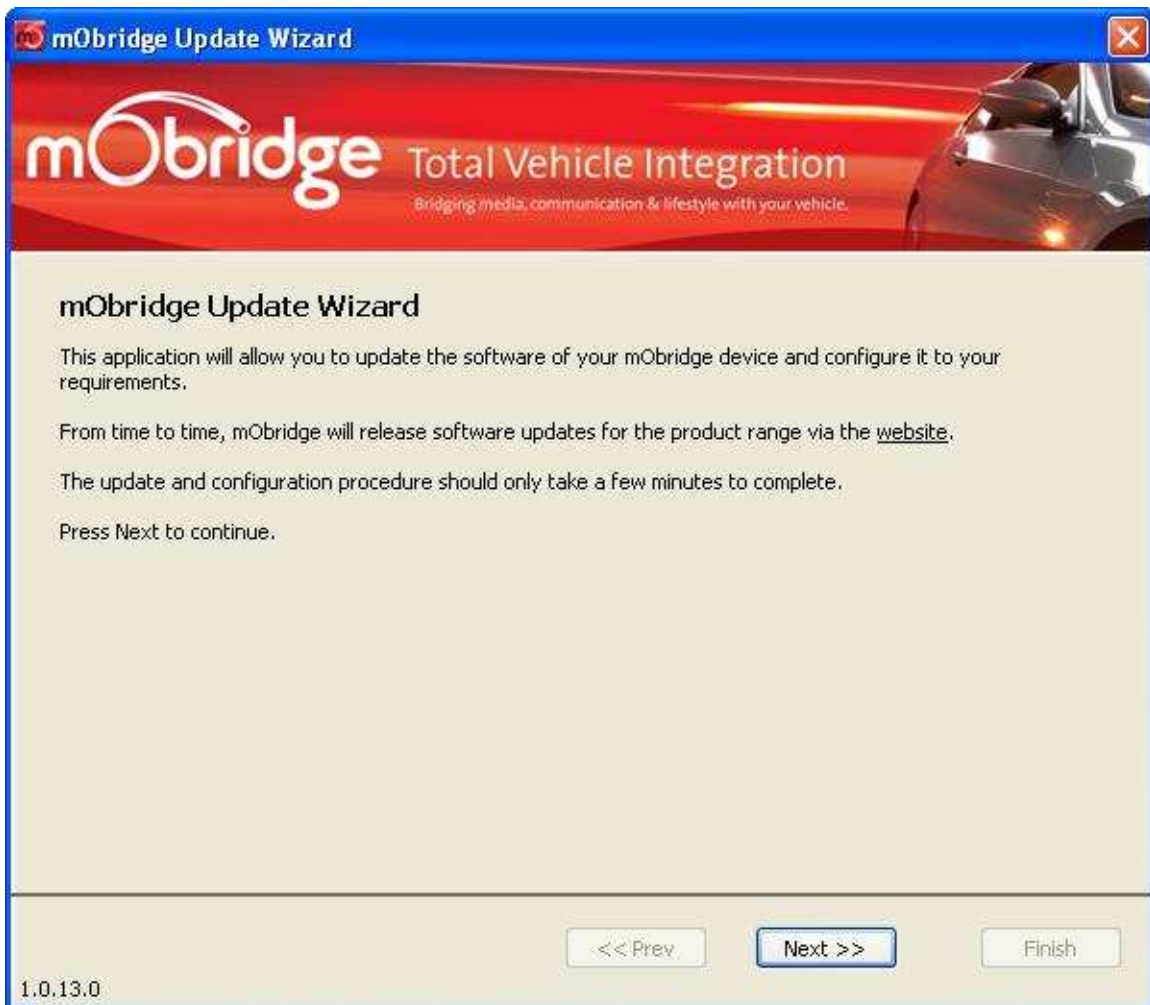 mObridge Update Wizard
mObridge Total Vehicle Integration
Bridging media, communication & lifestyle with your vehicle.
mObridge Update Wizard
This application will allow you to update the software of your mObridge device and configure it to your
requirements.
From time to time, mObridge will release software updates for the product range via the website.
The update and configuration procedure should only take a few minutes to complete.
Press Next to continue.
<< Prev
Next >>
Finish
1.0.13.0